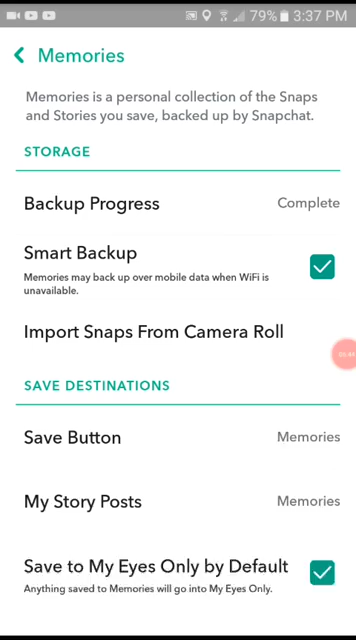 79% 3:37 PM
Memories
Memories is a personal collection of the Snaps
and Stories you save, backed up by Snapchat.
STORAGE
Backup Progress Complete
Smart Backup
Memories may back up over mobile data when WiFi is
unavailable.
Import Snaps From Camera Roll
SAVE DESTINATIONS
Save Button Memories
My Story Posts Memories
Save to My Eyes Only by Default
Anything saved to Memories will go into My Eyes Only.